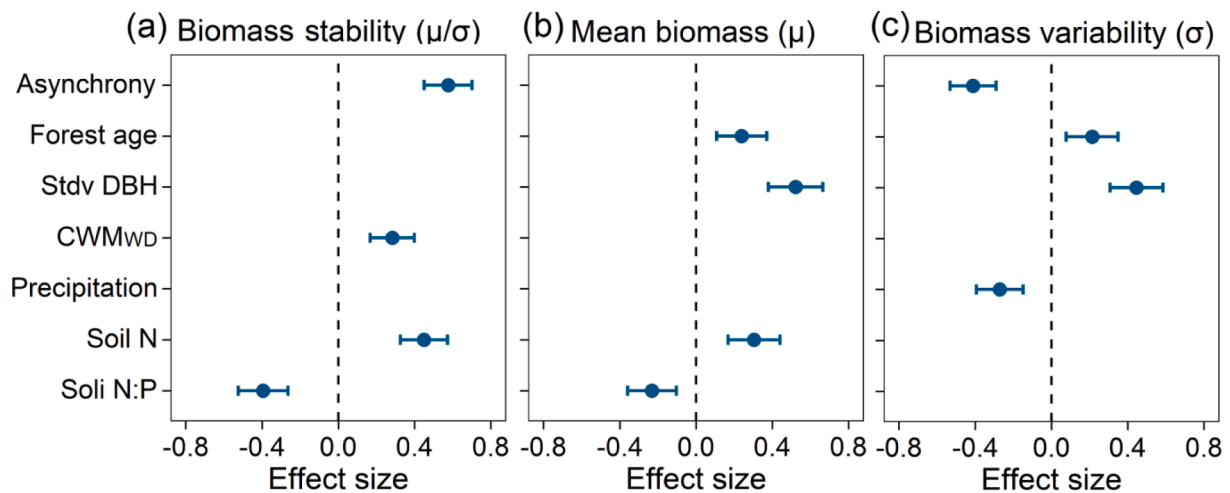 (a) Biomass stability (μ/σ)
(b) Mean biomass (μ)
(c) Biomass variability (σ)
Asynchrony
Forest age
Stdv DBH
CWMWD
Precipitation
Soil N
Soli N:P
-0.8 -0.4 0.0 0.4 0.8
-0.8 -0.4 0.0 0.4 0.8
-0.8 -0.4 0.0 0.4 0.8
Effect size
Effect size
Effect size